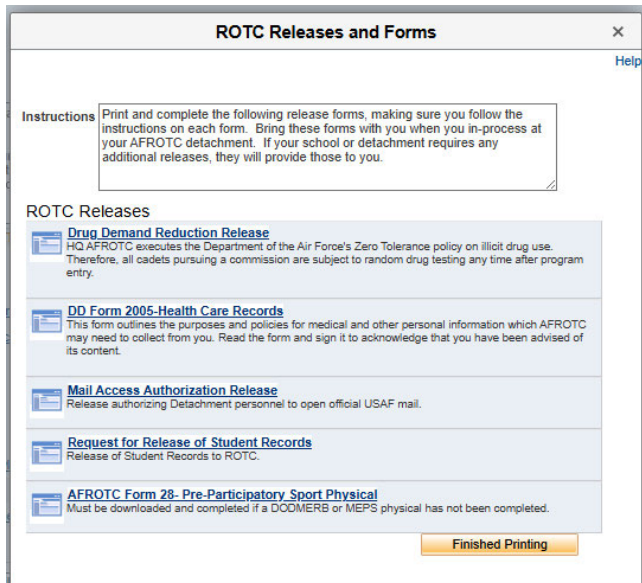 ROTC Releases and Forms
×
Help
Instructions
Print and complete the following release forms, making sure you follow the
instructions on each form.  Bring these forms with you when you in-process at
your AFROTC detachment.  If your school or detachment requires any
additional releases, they will provide those to you.
ROTC Releases
Drug Demand Reduction Release
HQ AFROTC executes the Department of the Air Force's Zero Tolerance policy on illicit drug use.
Therefore, all cadets pursuing a commission are subject to random drug testing any time after program
entry.
DD Form 2005-Health Care Records
This form outlines the purposes and policies for medical and other personal information which AFROTC
may need to collect from you. Read the form and sign it to acknowledge that you have been advised of
its content.
Mail Access Authorization Release
Release authorizing Detachment personnel to open official USAF mail.
Request for Release of Student Records
Release of Student Records to ROTC.
AFROTC Form 28- Pre-Participatory Sport Physical
Must be downloaded and completed if a DODMERB or MEPS physical has not been completed.
Finished Printing